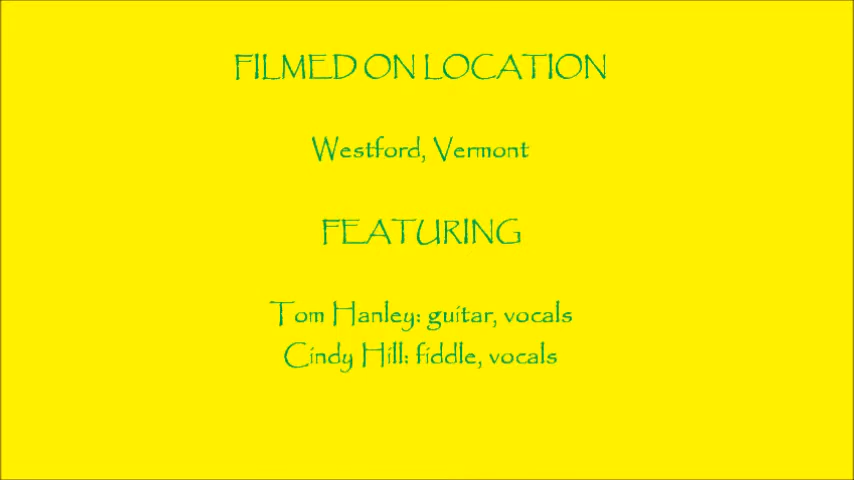 FILMED ON LOCATION
Westford, Vermont
FEATURING
Tom Hanley: guitar, vocals
Cindy Hill: fiddle, vocals